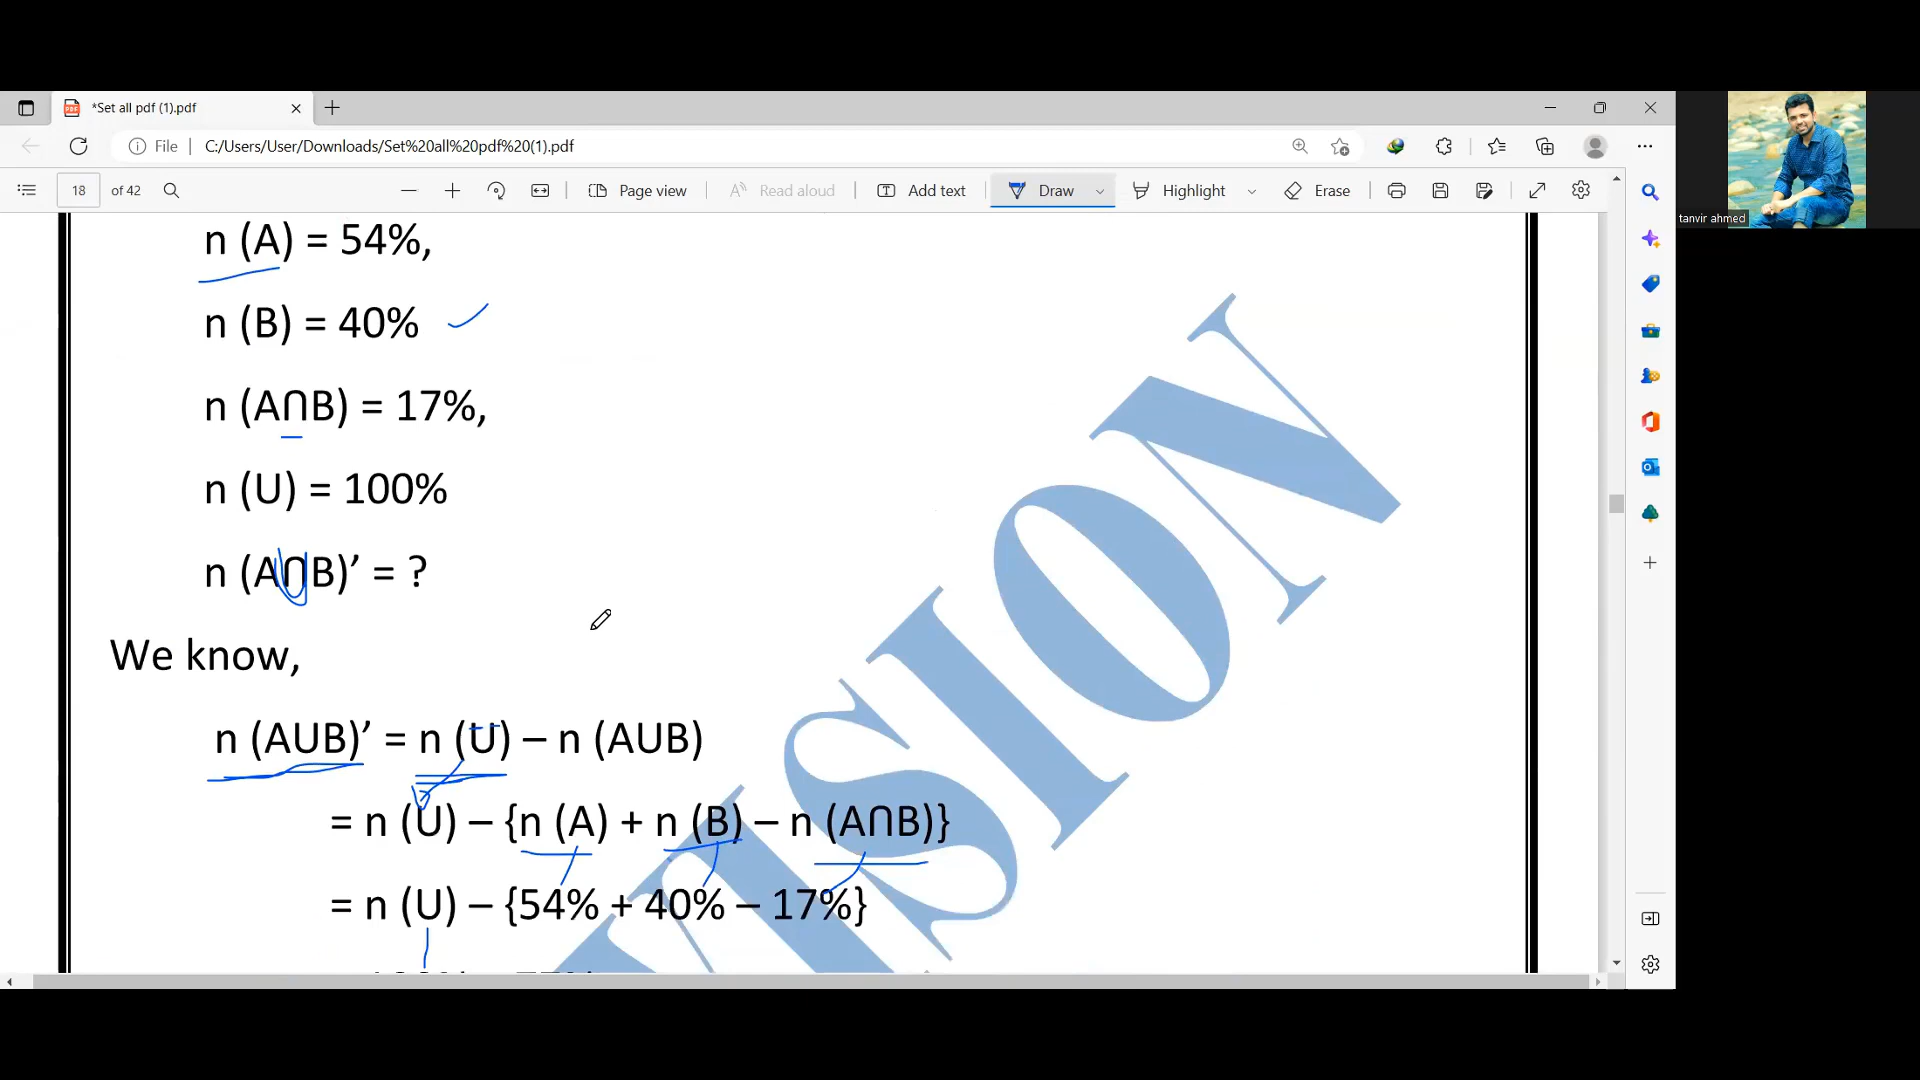 *Set all pdf (1).pdf
File
C:/Users/User/Downloads/Set%20all%20pdf%20(1).pdf
18 of 42
Page view
Read aloud
Add text
Draw
Highlight
Erase
tanvir ahmed
n (A) = 54%,
n (B) = 40%
n (A∩B) = 17%,
n (U) = 100%
n (A∩B)’ = ?
We know,
n (AUB)’ = n (U) – n (AUB)
= n (U) – {n (A) + n (B) – n (A∩B)}
= n (U) – {54% + 40% – 17%}
VISION